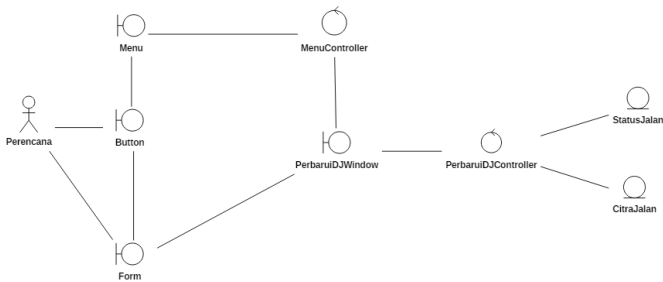 Menu
MenuController
Perencana
Button
PerbaruiDJWindow
PerbaruiDJController
StatusJalan
CitraJalan
Form